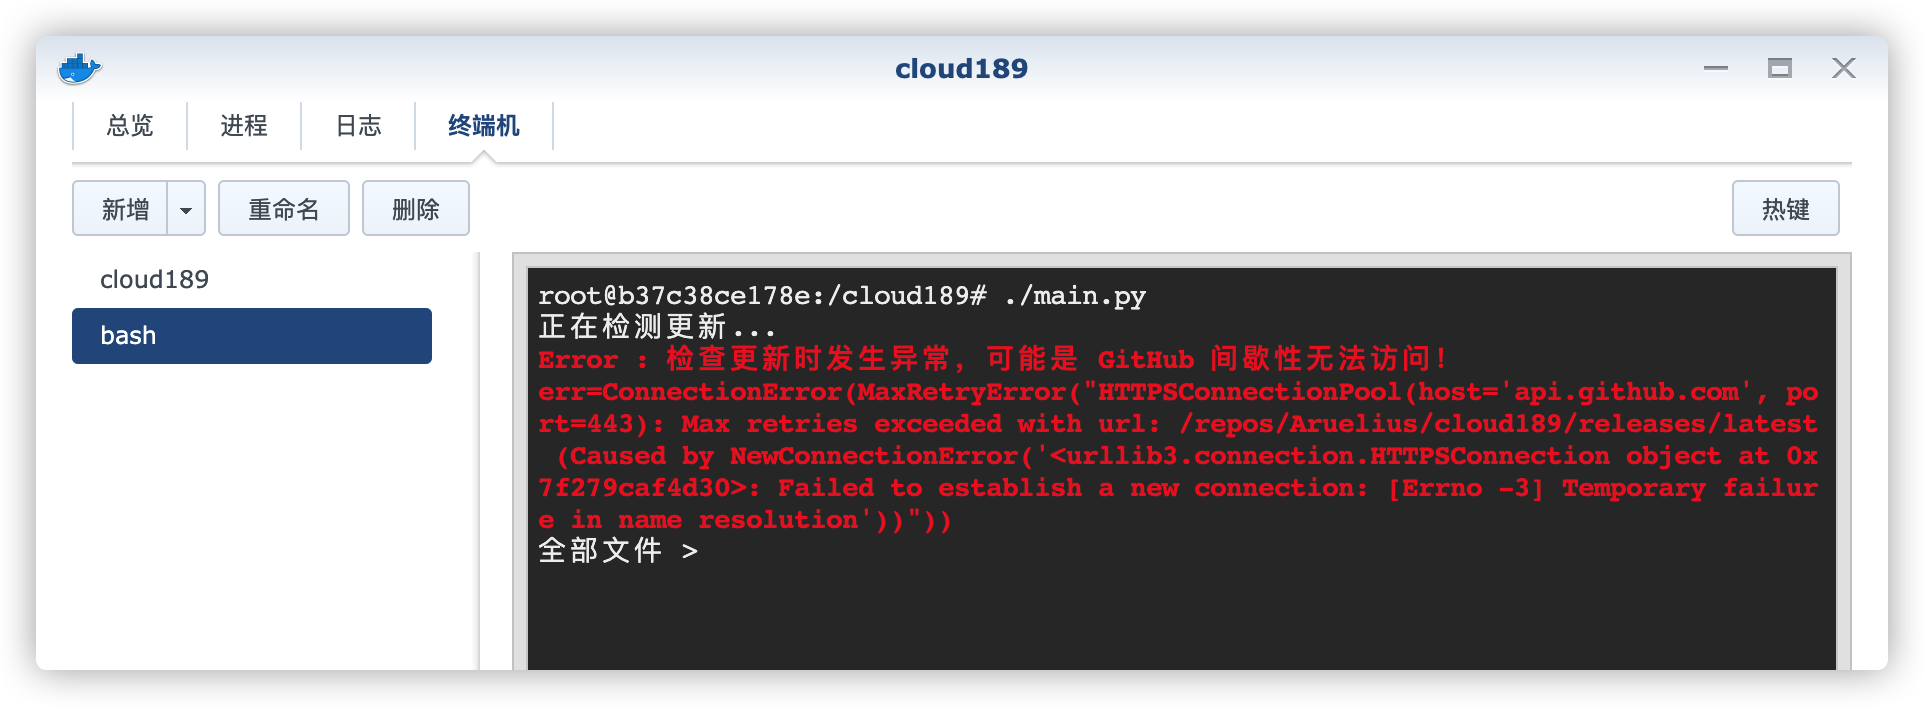 cloud189
总览 进程 日志 终端机
新增 重命名 删除 热键
cloud189
bash
root@b37c38ce178e:/cloud189# ./main.py
正在检测更新...
Error : 检查更新时发生异常，可能是 GitHub 间歇性无法访问！
err=ConnectionError(MaxRetryError("HTTPSConnectionPool(host='api.github.com', po
rt=443): Max retries exceeded with url: /repos/Aruelius/cloud189/releases/latest
 (Caused by NewConnectionError('<urllib3.connection.HTTPSConnection object at 0x
7f279caf4d30>: Failed to establish a new connection: [Errno -3] Temporary failur
e in name resolution'))"))
全部文件 >